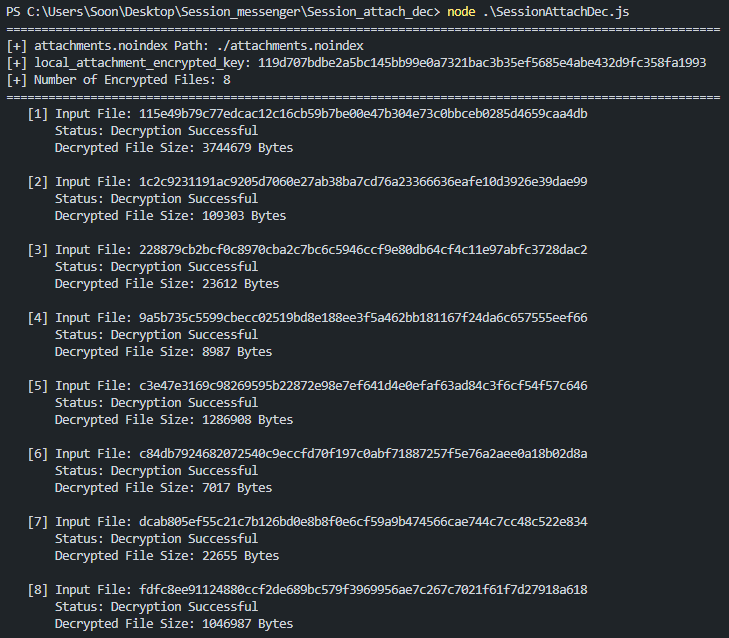 PS C:\Users\Soon\Desktop\Session_messenger\Session_attach_dec> node .\SessionAttachDec.js
========================================================================================================
[+] attachments.noindex Path: ./attachments.noindex
[+] local_attachment_encrypted_key: 119d707bdbe2a5bc145bb99e0a7321bac3b35ef5685e4abe432d9fc358fa1993
[+] Number of Encrypted Files: 8
========================================================================================================
[1] Input File: 115e49b79c77edcac12c16cb59b7be00e47b304e73c0bbceb0285d4659caa4db
Status: Decryption Successful
Decrypted File Size: 3744679 Bytes
[2] Input File: 1c2c9231191ac9205d7060e27ab38ba7cd76a23366636eafe10d3926e39dae99
Status: Decryption Successful
Decrypted File Size: 109303 Bytes
[3] Input File: 228879cb2bcf0c8970cba2c7bc6c5946ccf9e80db64cf4c11e97abfc3728dac2
Status: Decryption Successful
Decrypted File Size: 23612 Bytes
[4] Input File: 9a5b735c5599cbecc02519bd8e188ee3f5a462bb181167f24da6c657555eef66
Status: Decryption Successful
Decrypted File Size: 8987 Bytes
[5] Input File: c3e47e3169c98269595b22872e98e7ef641d4e0efaf63ad84c3f6cf54f57c646
Status: Decryption Successful
Decrypted File Size: 1286908 Bytes
[6] Input File: c84db7924682072540c9eccfd70f197c0abf71887257f5e76a2aee0a18b02d8a
Status: Decryption Successful
Decrypted File Size: 7017 Bytes
[7] Input File: dcab805ef55c21c7b126bd0e8b8f0e6cf59a9b474566cae744c7cc48c522e834
Status: Decryption Successful
Decrypted File Size: 22655 Bytes
[8] Input File: fdfc8ee91124880ccf2de689bc579f3969956ae7c267c7021f61f7d27918a618
Status: Decryption Successful
Decrypted File Size: 1046987 Bytes